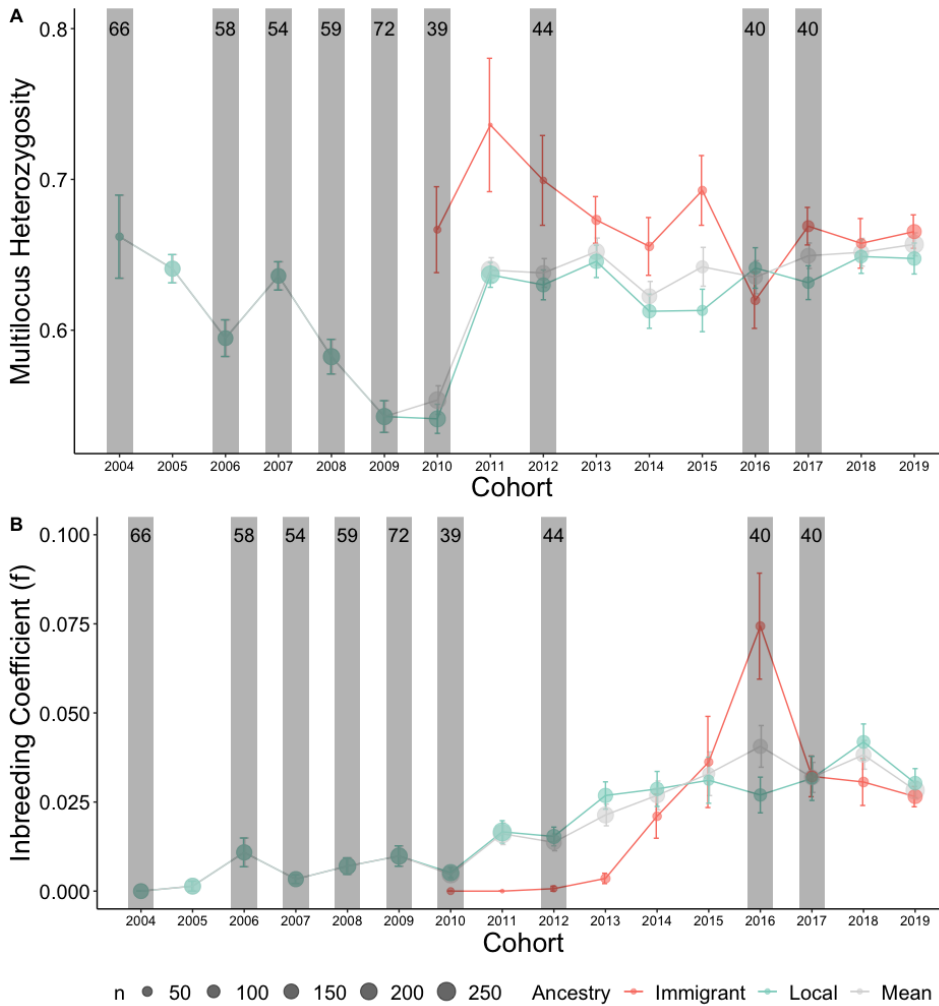 A
66 58 54 59 72 39 44 40 40
0.8
0.7
0.6
Multilocus Heterozygosity
2004 2005 2006 2007 2008 2009 2010 2011 2012 2013 2014 2015 2016 2017 2018 2019
Cohort
B
66 58 54 59 72 39 44 40 40
0.100
0.075
0.050
0.025
0.000
Inbreeding Coefficient (f)
2004 2005 2006 2007 2008 2009 2010 2011 2012 2013 2014 2015 2016 2017 2018 2019
Cohort
n 50 100 150 200 250 Ancestry Immigrant Local Mean